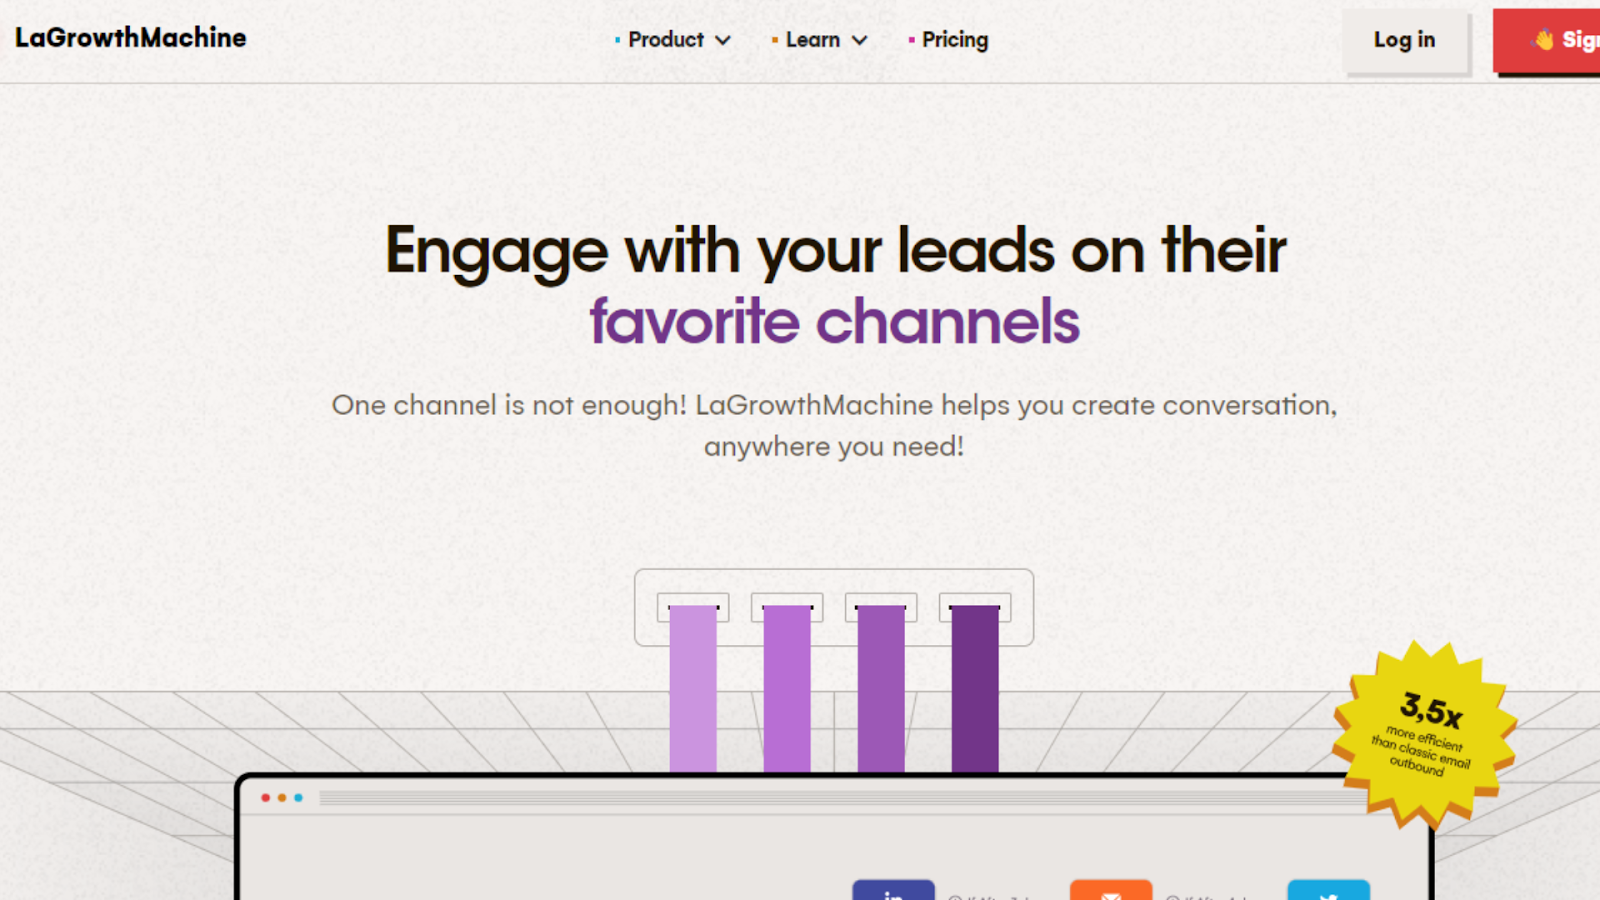 LaGrowthMachine
Product
Learn
Pricing
Log in
👋 Sig
Engage with your leads on their
favorite channels
One channel is not enough! LaGrowthMachine helps you create conversation,
anywhere you need!
3,5x
more efficient
than classic email
outbound
in